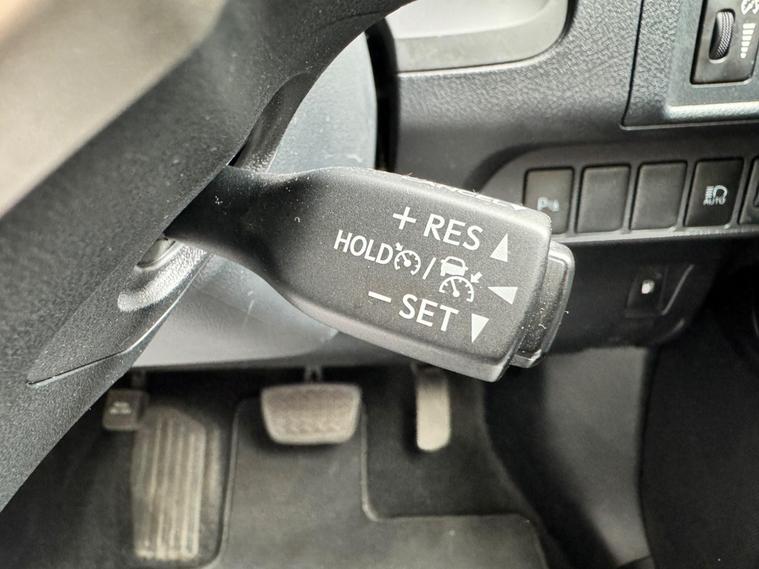 + RES
HOLD /
− SET
AUTO